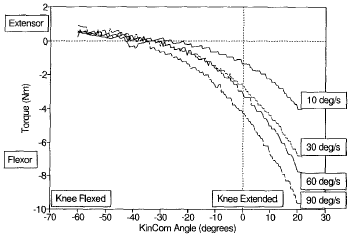 Extensor
2
0
-2
-4
-6
-8
-10
Torque (Nm)
Flexor
10 deg/s
30 deg/s
60 deg/s
90 deg/s
Knee Flexed
Knee Extended
-70 -60 -50 -40 -30 -20 -10 0 10 20 30
KinCom Angle (degrees)